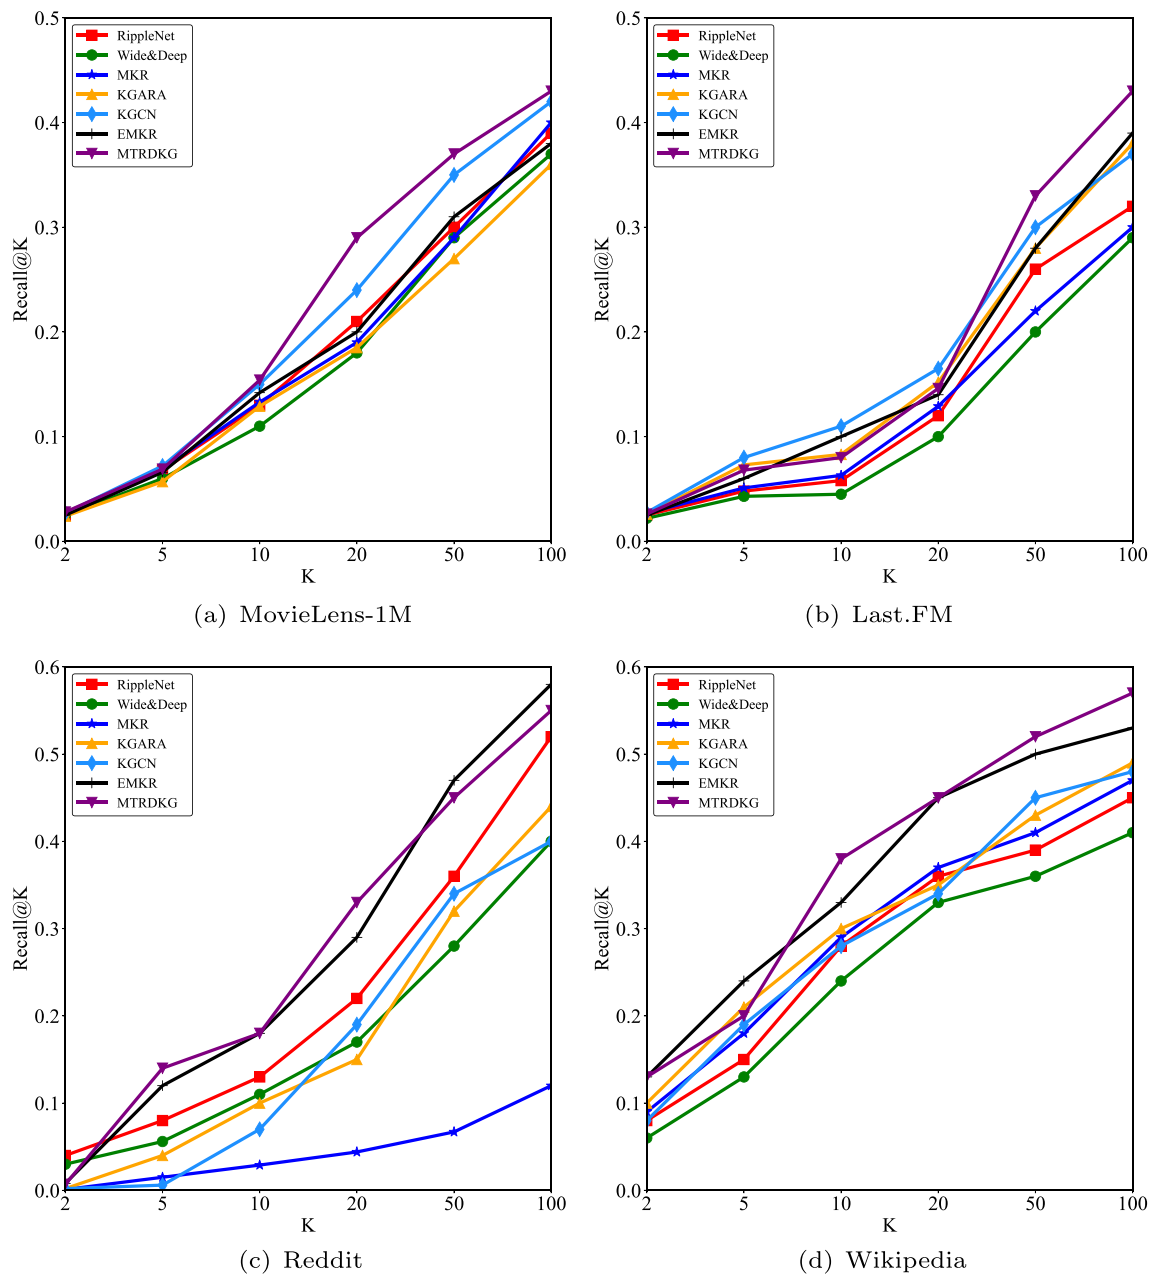 0.5
0.4
0.3
0.2
0.1
0.0
Recall@K
RippleNet
Wide&Deep
MKR
KGARA
KGCN
EMKR
MTRDKG
2 5 10 20 50 100
K
(a) MovieLens-1M
0.5
0.4
0.3
0.2
0.1
0.0
Recall@K
RippleNet
Wide&Deep
MKR
KGARA
KGCN
EMKR
MTRDKG
2 5 10 20 50 100
K
(b) Last.FM
0.6
0.5
0.4
0.3
0.2
0.1
0.0
Recall@K
RippleNet
Wide&Deep
MKR
KGARA
KGCN
EMKR
MTRDKG
2 5 10 20 50 100
K
(c) Reddit
0.6
0.5
0.4
0.3
0.2
0.1
0.0
Recall@K
RippleNet
Wide&Deep
MKR
KGARA
KGCN
EMKR
MTRDKG
2 5 10 20 50 100
K
(d) Wikipedia